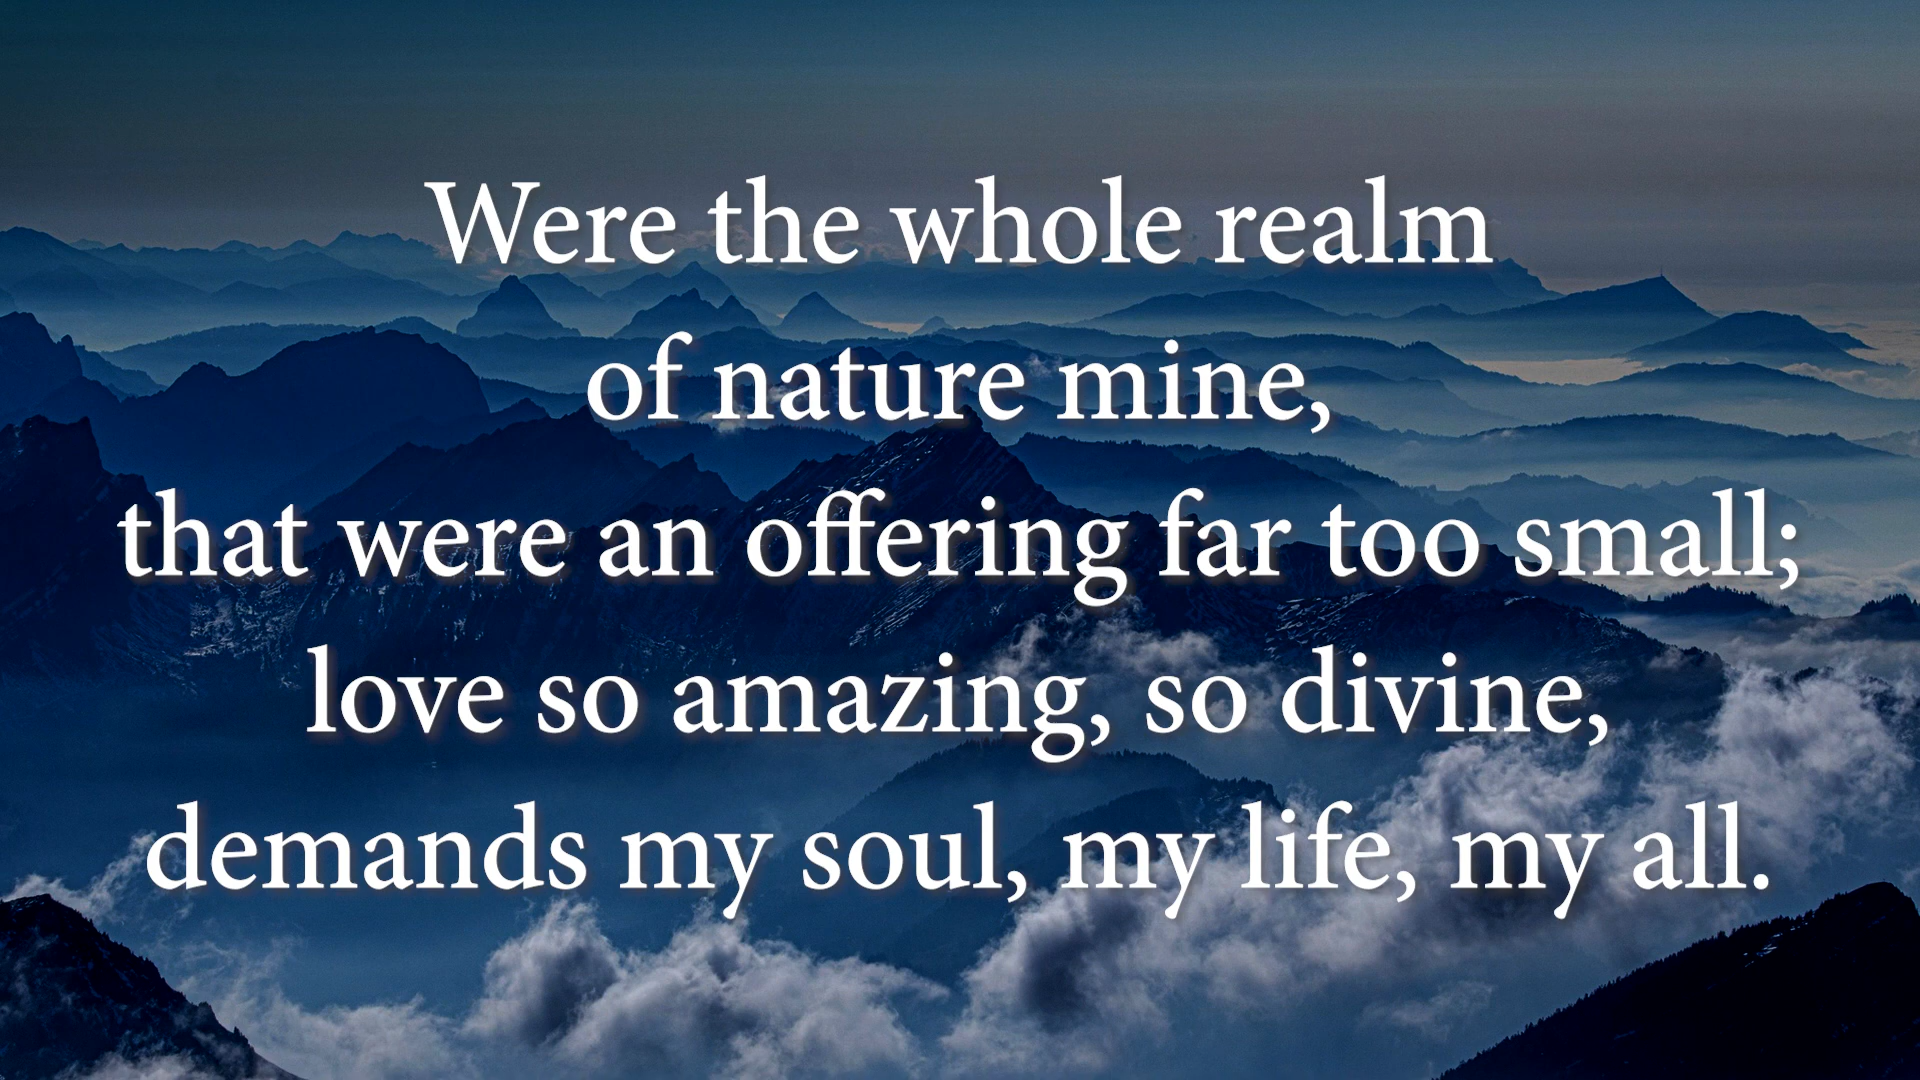 Were the whole realm
of nature mine,
that were an offering far too small;
love so amazing, so divine,
demands my soul, my life, my all.